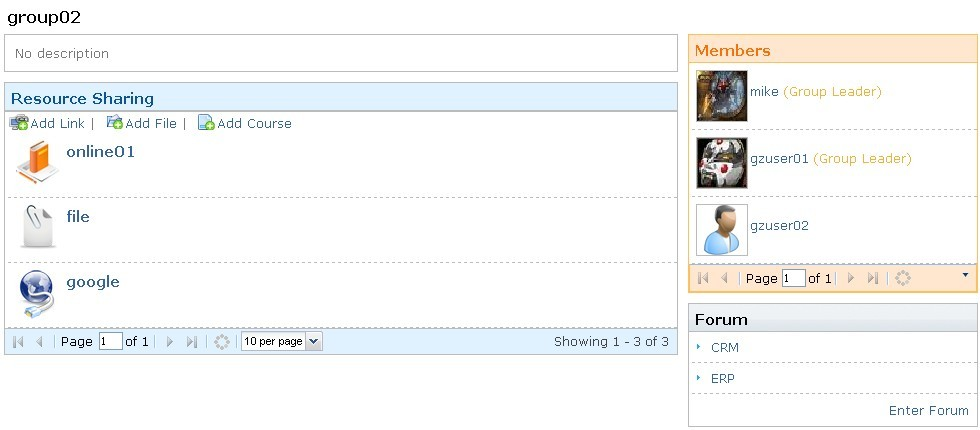 group02
No description
Resource Sharing
Add Link | Add File | Add Course
online01
file
google
Page 1 of 1 10 per page Showing 1 - 3 of 3
Members
mike (Group Leader)
gzuser01 (Group Leader)
gzuser02
Page 1 of 1
Forum
CRM
ERP
Enter Forum